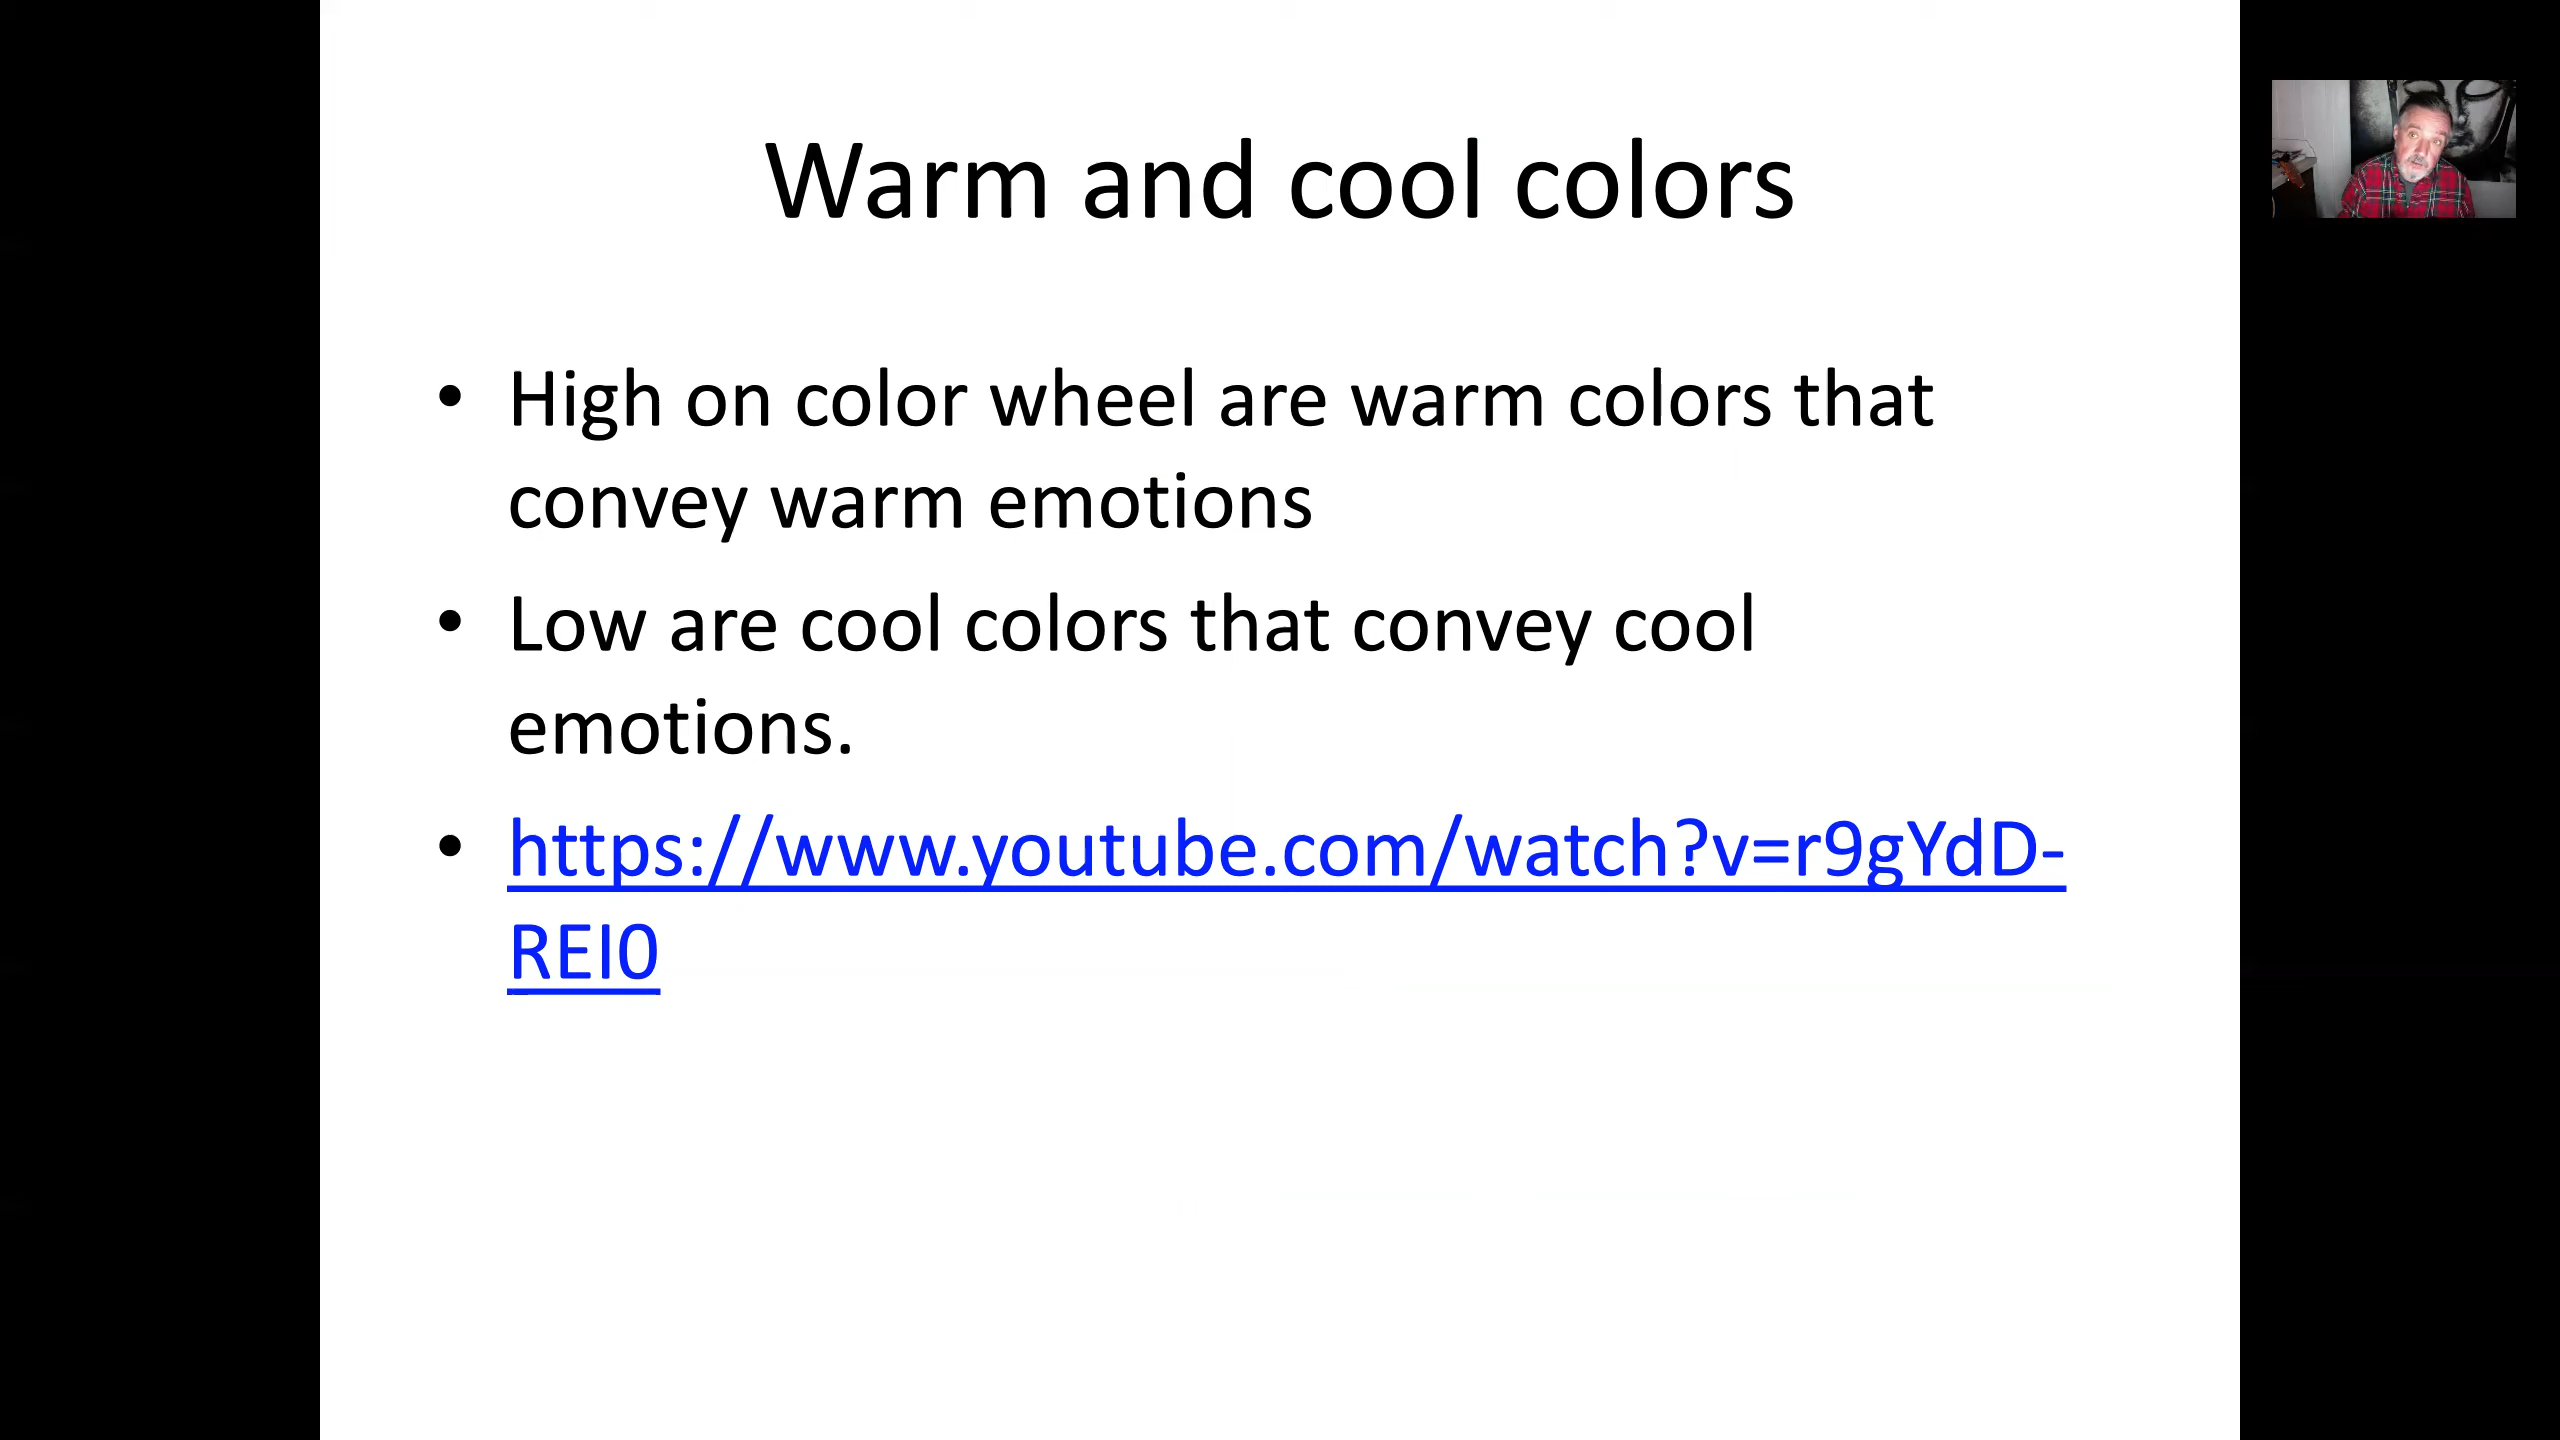 Warm and cool colors
• High on color wheel are warm colors that
convey warm emotions
• Low are cool colors that convey cool
emotions.
• https://www.youtube.com/watch?v=r9gYdD-
REI0